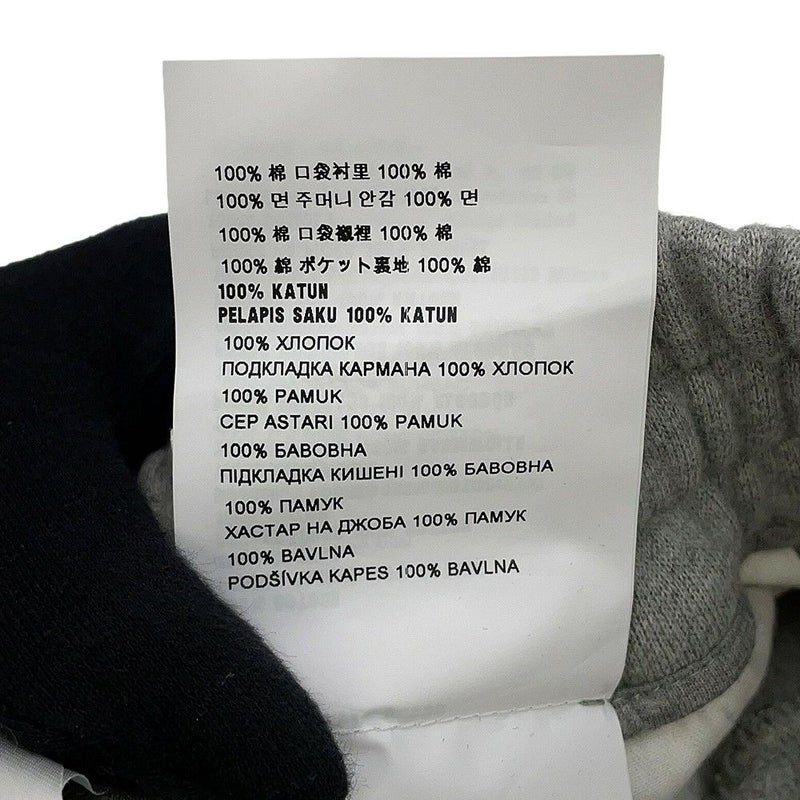 100% 棉 口袋衬里 100% 棉
100% 면 주머니 안감 100% 면
100% 棉 口袋襯裡 100% 棉
100% 綿 ポケット裏地 100% 綿
100% KATUN
PELAPIS SAKU 100% KATUN
100% ХЛОПОК
ПОДКЛАДКА КАРМАНА 100% ХЛОПОК
100% PAMUK
CEP ASTARI 100% PAMUK
100% БАВОВНА
ПІДКЛАДКА КИШЕНІ 100% БАВОВНА
100% ПАМУК
ХАСТАР НА ДЖОБА 100% ПАМУК
100% BAVLNA
PODŠÍVKA KAPES 100% BAVLNA